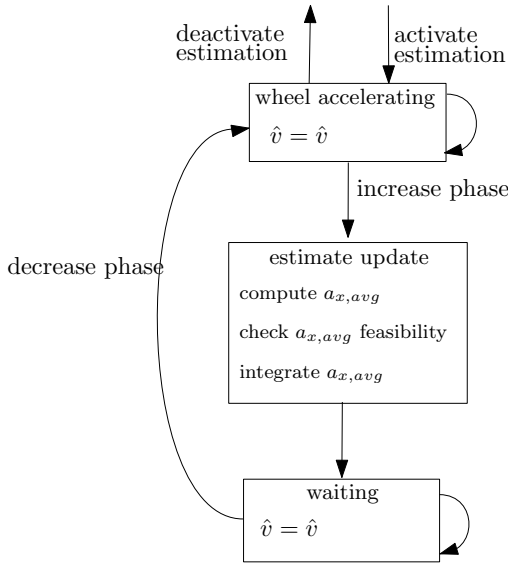 deactivate
estimation
activate
estimation
wheel accelerating
v̂ = v̂
increase phase
decrease phase
estimate update
compute a_{x,avg}
check a_{x,avg} feasibility
integrate a_{x,avg}
waiting
v̂ = v̂